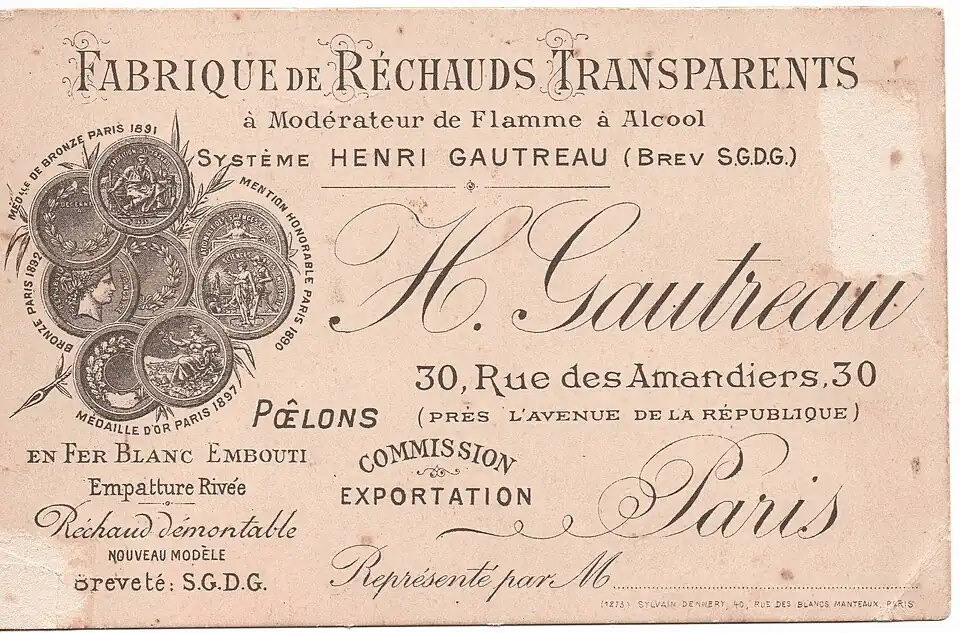 FABRIQUE DE RÉCHAUDS TRANSPARENTS
à Modérateur de Flamme à Alcool
SYSTÈME HENRI GAUTREAU (BREV S.G.D.G.)
MÉDLLE DE BRONZE PARIS 1891
MENTION HONORABLE PARIS 1890
BRONZE PARIS 1892
MÉDAILLE D'OR PARIS 1897
H. Gautreau
30, RUE DES AMANDIERS, 30
(PRÈS L'AVENUE DE LA RÉPUBLIQUE)
PŒLONS
EN FER BLANC EMBOUTI
Empatture Rivée
Réchaud démontable
NOUVEAU MODÈLE
Breveté: S.G.D.G.
COMMISSION
EXPORTATION
Paris
Représenté par M
SYLVAIN DENNERY, 40, RUE DES BLANCS MANTEAUX, PARIS